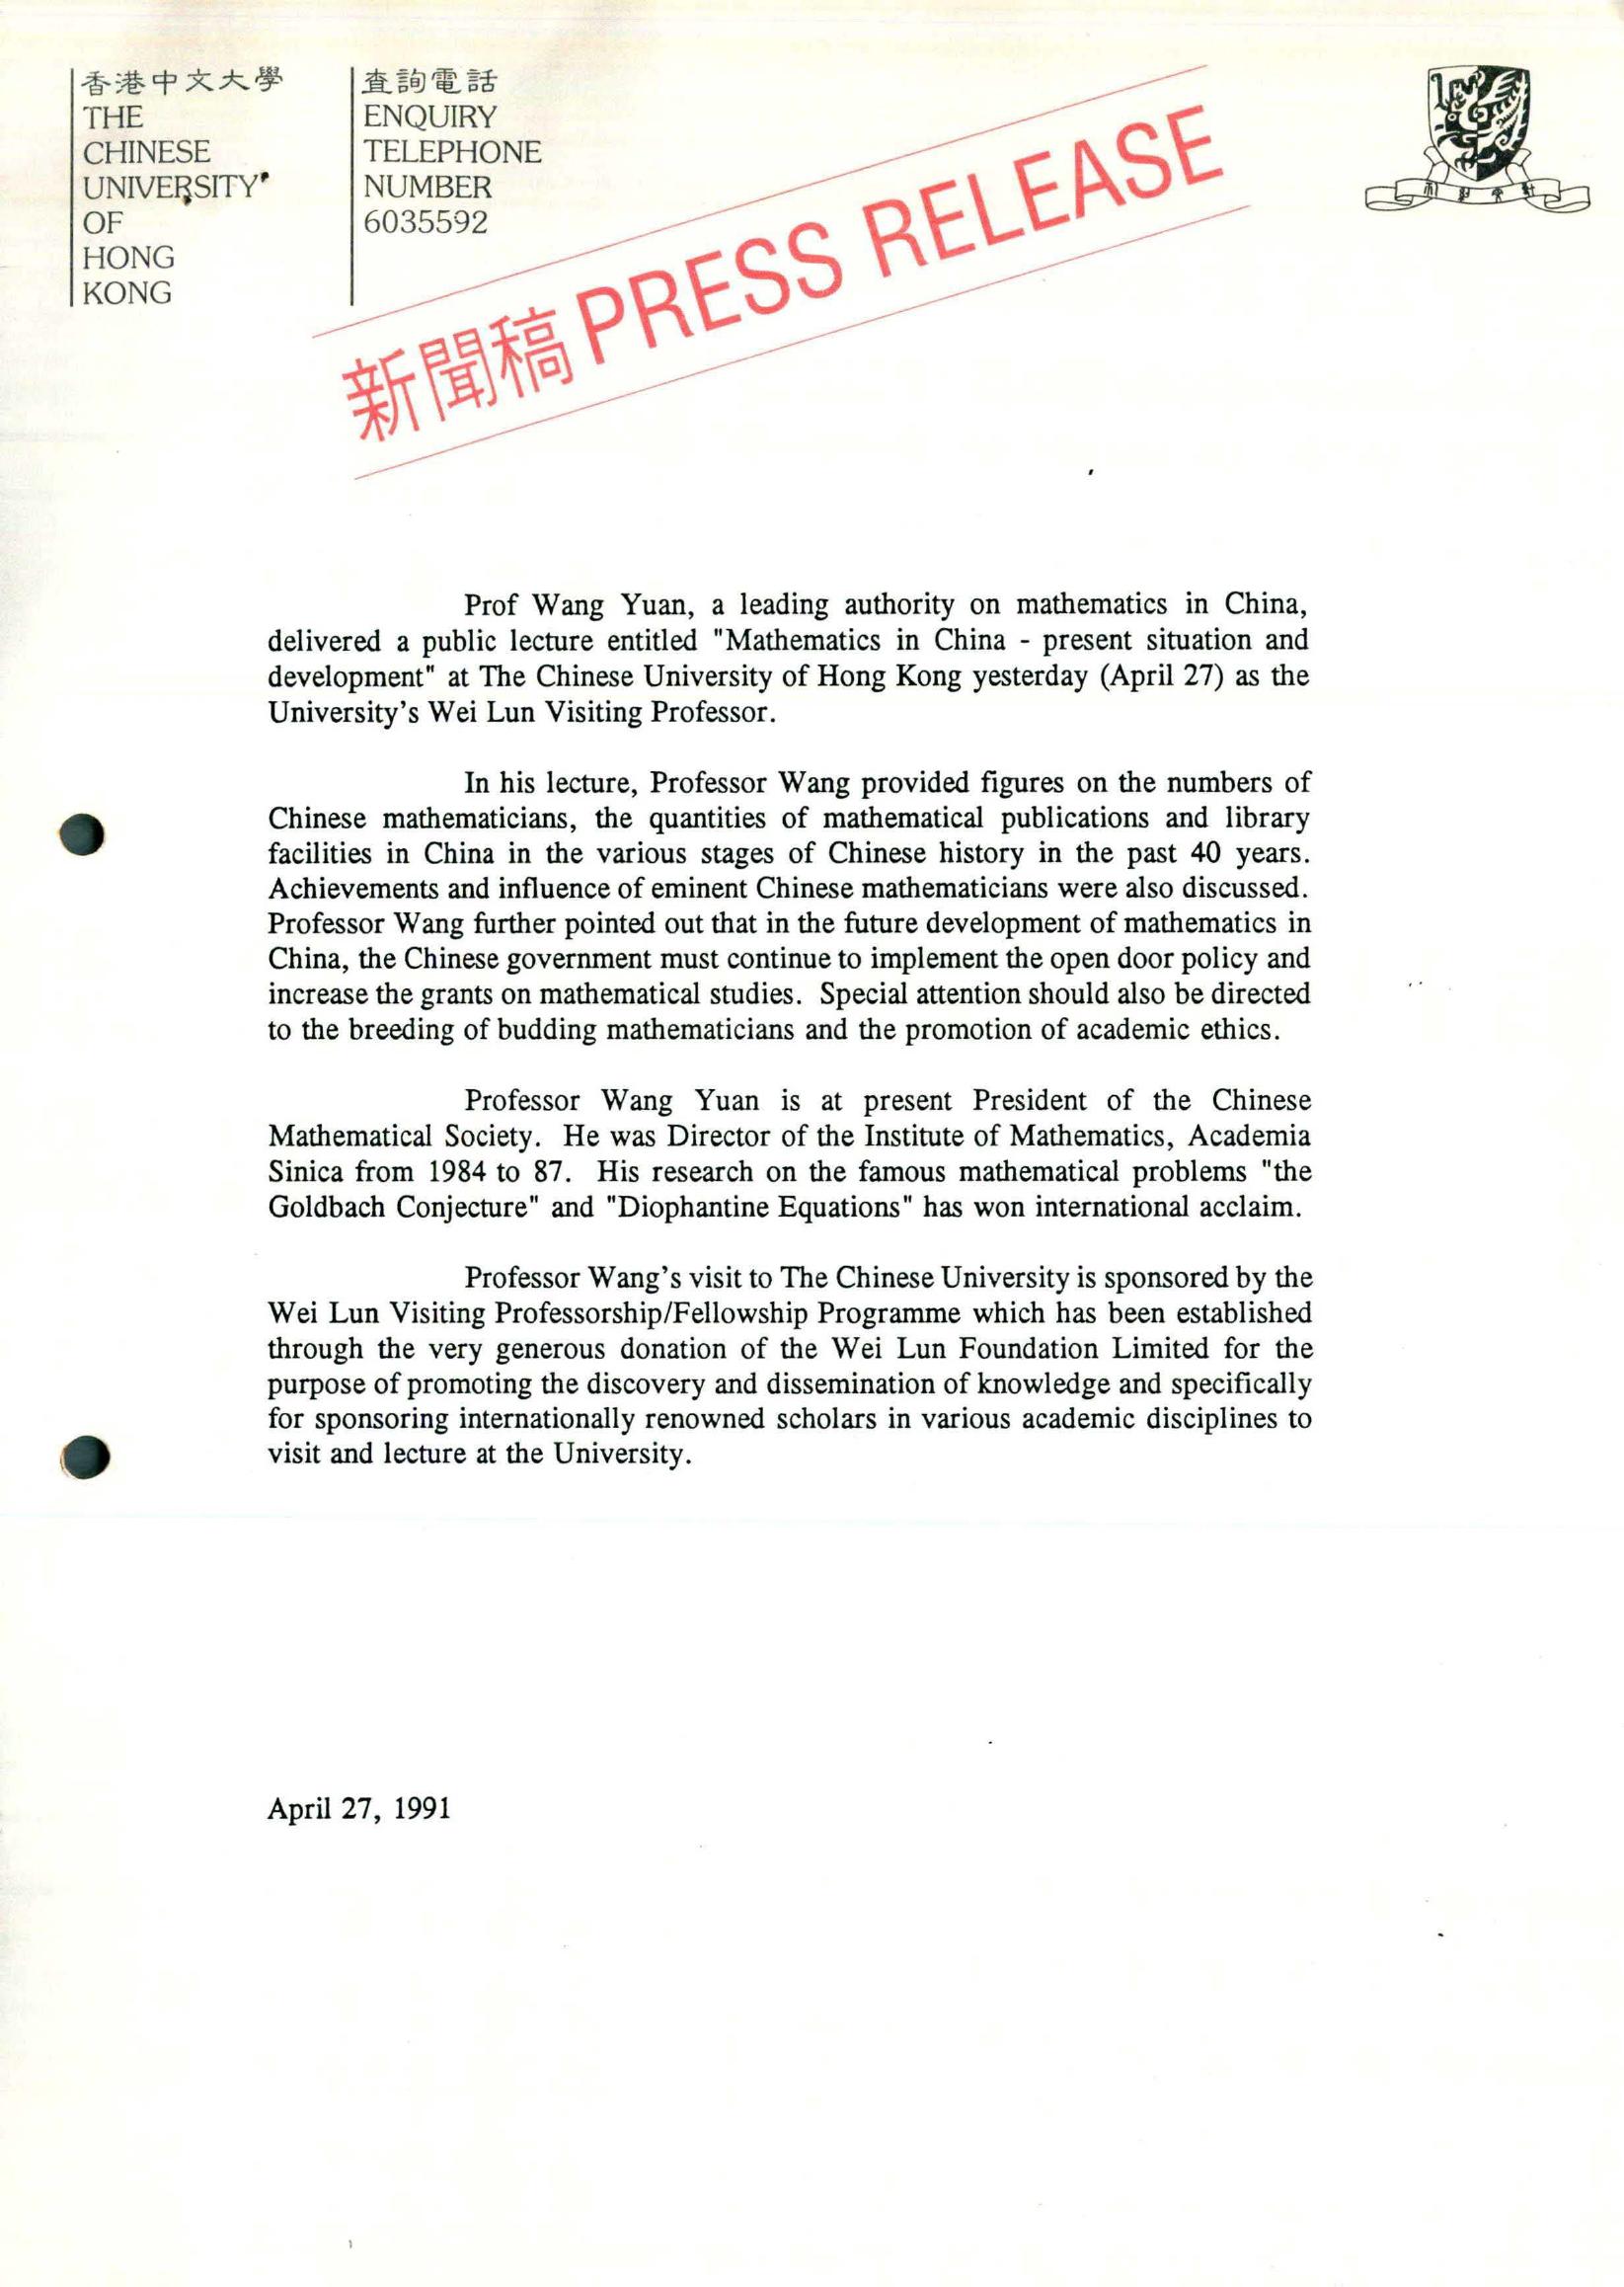 香港中文大學
THE
CHINESE
UNIVERSITY
OF
HONG
KONG
查詢電話
ENQUIRY
TELEPHONE
NUMBER
6035592
新聞稿 PRESS RELEASE
Prof Wang Yuan, a leading authority on mathematics in China,
delivered a public lecture entitled "Mathematics in China - present situation and
development" at The Chinese University of Hong Kong yesterday (April 27) as the
University's Wei Lun Visiting Professor.
In his lecture, Professor Wang provided figures on the numbers of
Chinese mathematicians, the quantities of mathematical publications and library
facilities in China in the various stages of Chinese history in the past 40 years.
Achievements and influence of eminent Chinese mathematicians were also discussed.
Professor Wang further pointed out that in the future development of mathematics in
China, the Chinese government must continue to implement the open door policy and
increase the grants on mathematical studies. Special attention should also be directed
to the breeding of budding mathematicians and the promotion of academic ethics.
Professor Wang Yuan is at present President of the Chinese
Mathematical Society. He was Director of the Institute of Mathematics, Academia
Sinica from 1984 to 87. His research on the famous mathematical problems "the
Goldbach Conjecture" and "Diophantine Equations" has won international acclaim.
Professor Wang's visit to The Chinese University is sponsored by the
Wei Lun Visiting Professorship/Fellowship Programme which has been established
through the very generous donation of the Wei Lun Foundation Limited for the
purpose of promoting the discovery and dissemination of knowledge and specifically
for sponsoring internationally renowned scholars in various academic disciplines to
visit and lecture at the University.
April 27, 1991